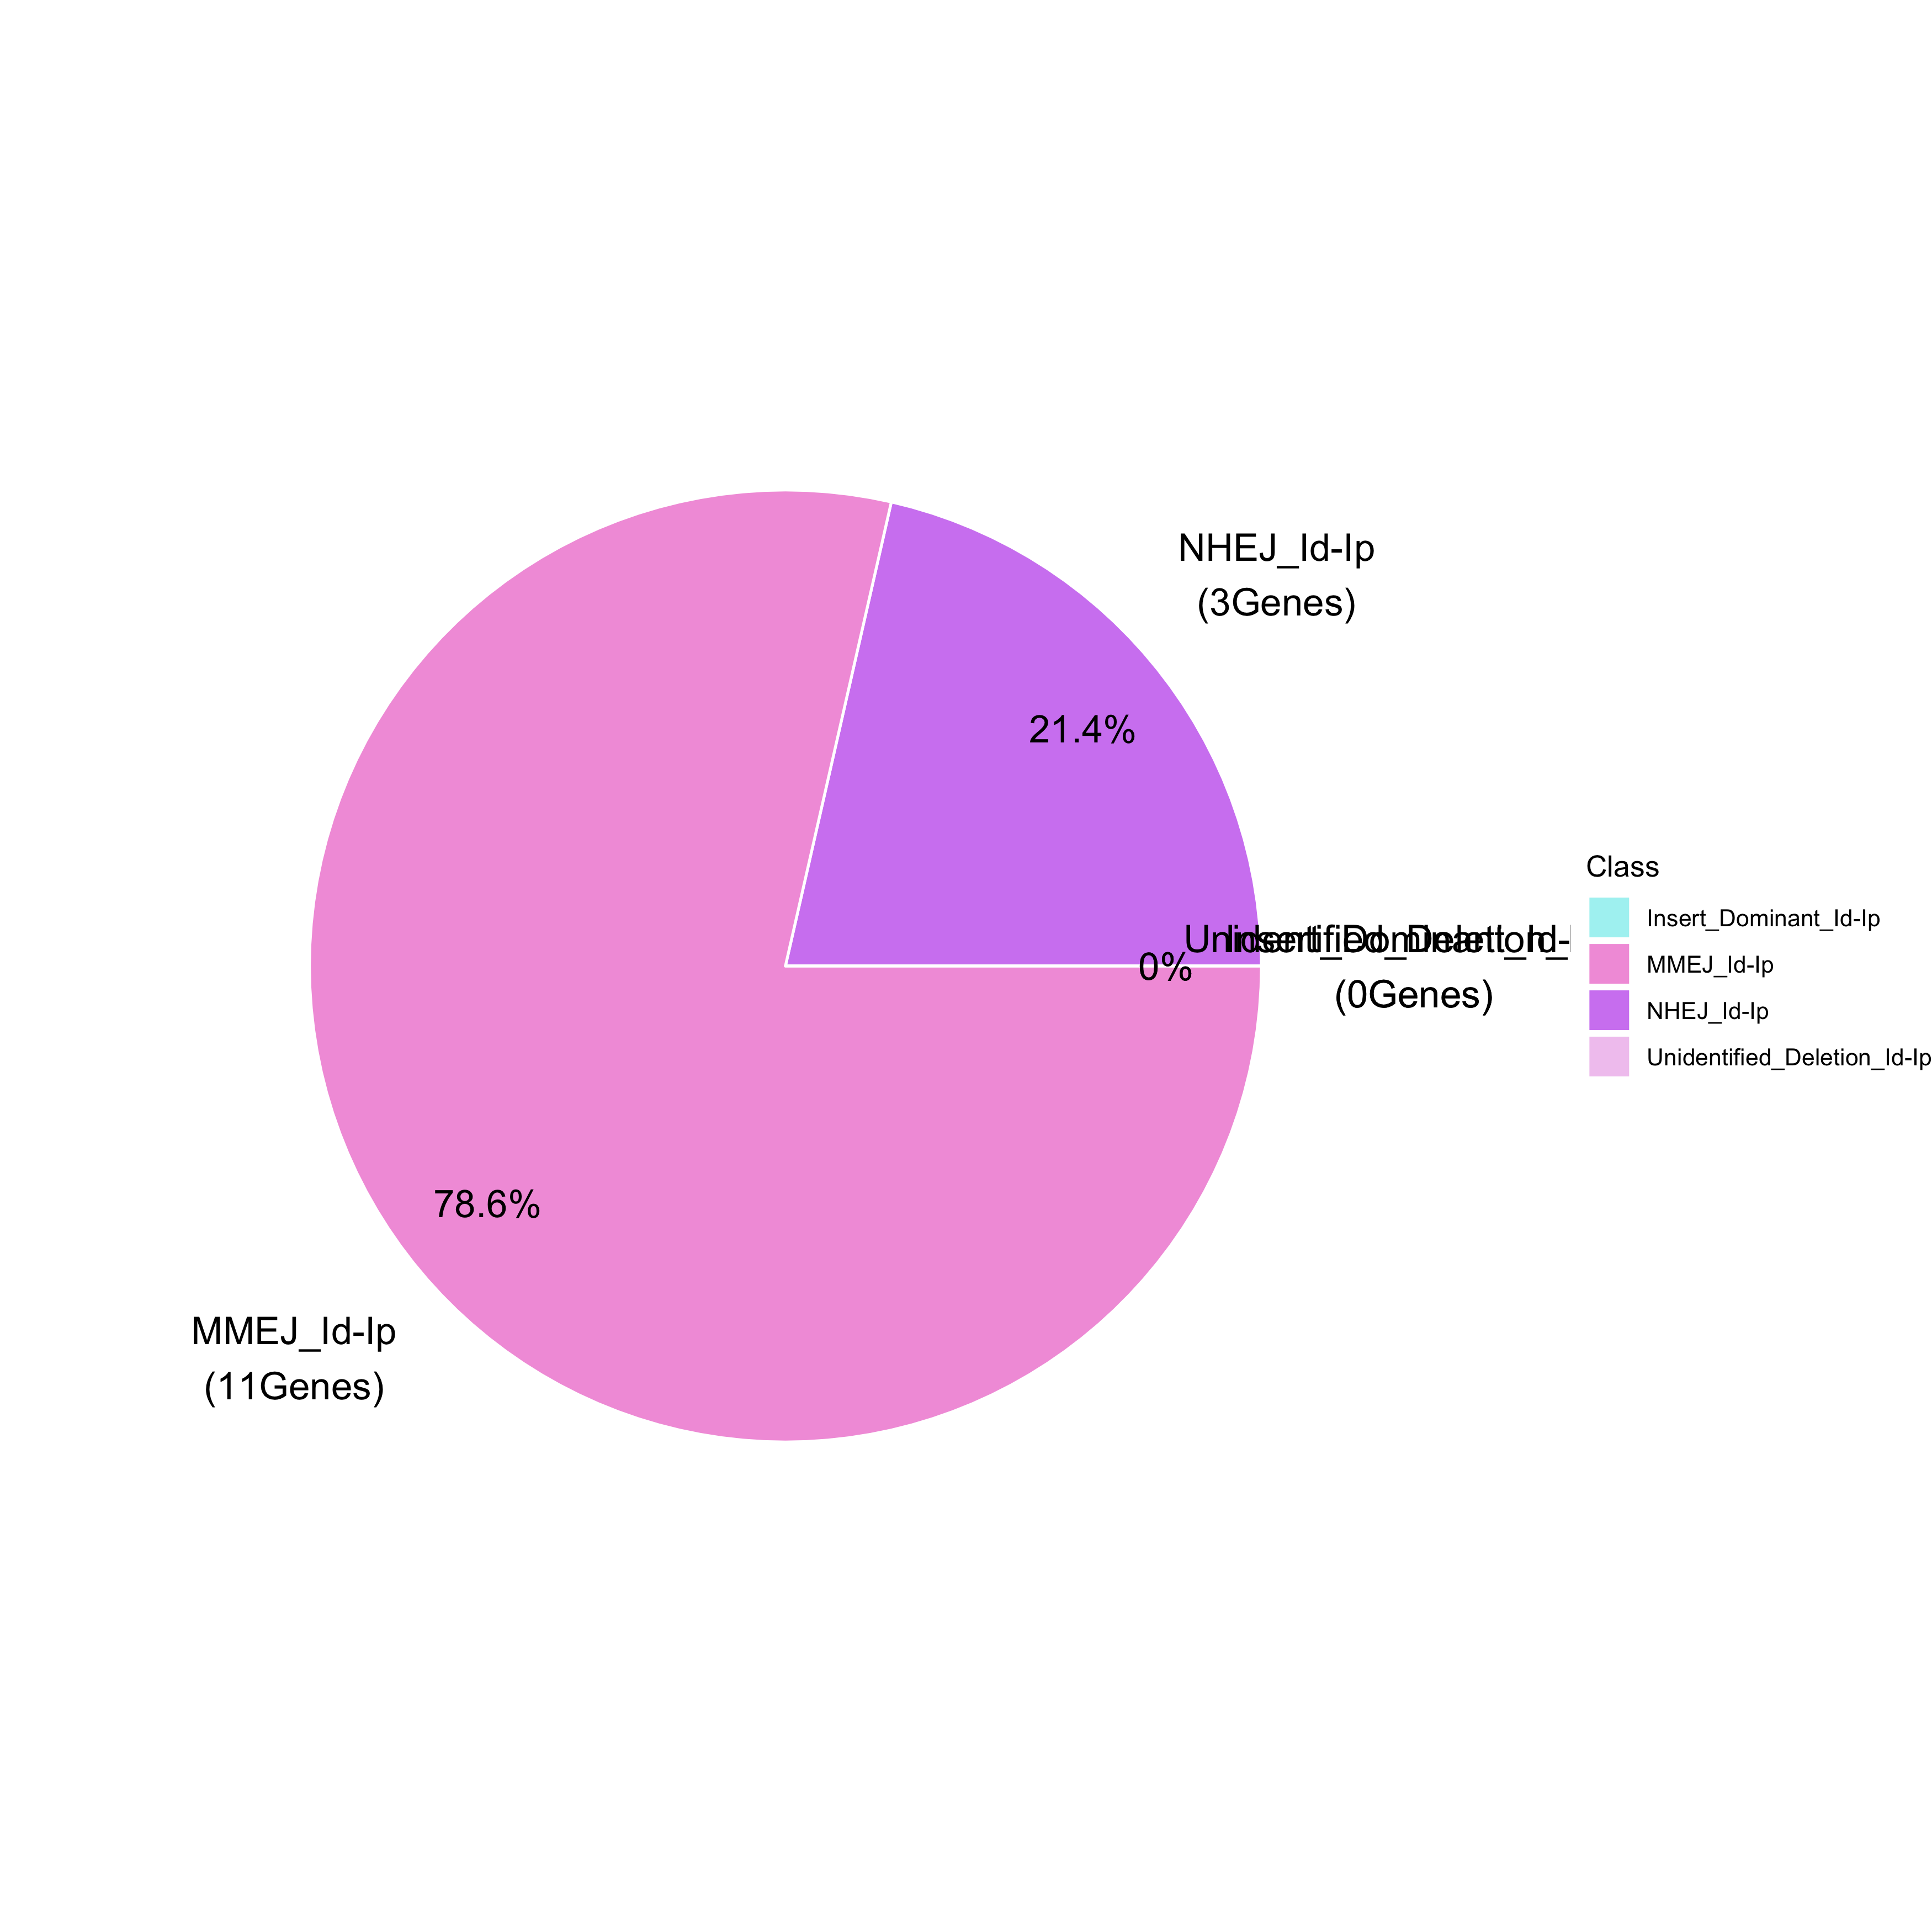 NHEJ_Id-Ip
(3Genes)
21.4%
0%
(0Genes)
78.6%
MMEJ_Id-Ip
(11Genes)
Class
Insert_Dominant_Id-Ip
MMEJ_Id-Ip
NHEJ_Id-Ip
Unidentified_Deletion_Id-Ip